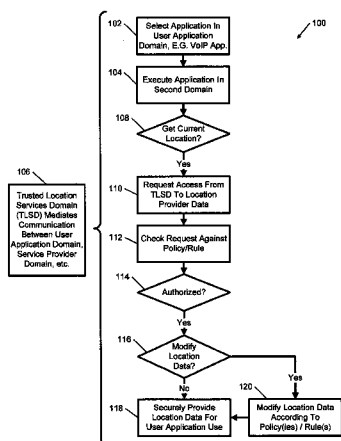 100
102
Select Application In
User Application
Domain, E.G. VoIP App.
104
Execute Application In
Second Domain
108
Get Current
Location?
Yes
106
Trusted Location
Services Domain
(TLSD) Mediates
Communication
Between User
Application Domain,
Service Provider
Domain, etc.
110
Request Access From
TLSD To Location
Provider Data
112
Check Request Against
Policy/Rule
114
Authorized?
Yes
116
Modify
Location
Data?
Yes
No
118
Securely Provide
Location Data For
User Application Use
120
Modify Location Data
According To
Policy(ies) / Rule(s)